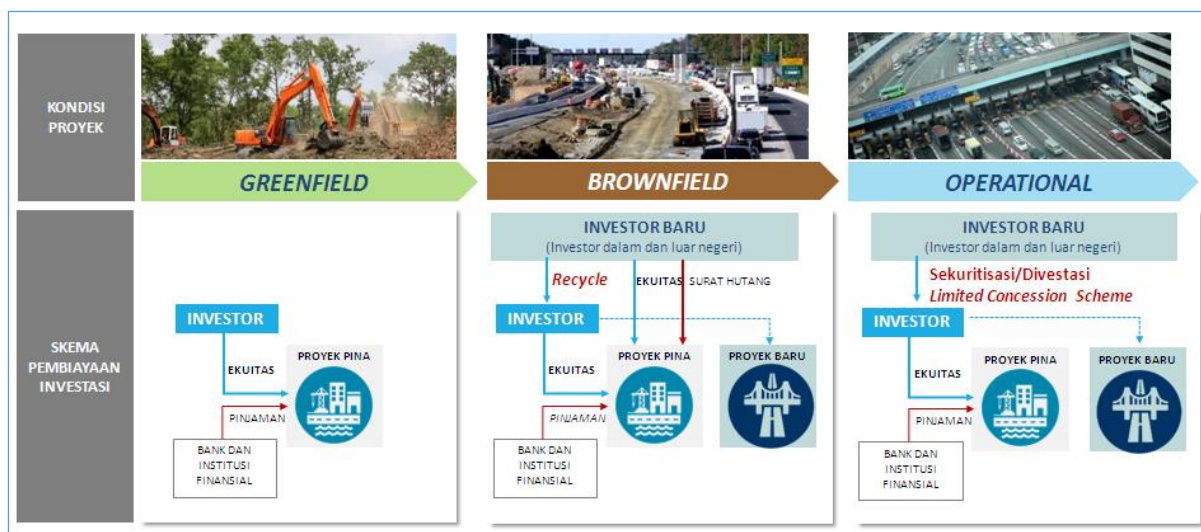 KONDISI
PROYEK
GREENFIELD
BROWNFIELD
OPERATIONAL
SKEMA
PEMBIAYAAN
INVESTASI
INVESTOR
EKUITAS
PINJAMAN
PROYEK PINA
BANK DAN
INSTITUSI
FINANSIAL
INVESTOR BARU
(Investor dalam dan luar negeri)
Recycle
EKUITAS
SURAT HUTANG
INVESTOR
EKUITAS
PINJAMAN
PROYEK PINA
PROYEK BARU
BANK DAN
INSTITUSI
FINANSIAL
INVESTOR BARU
(Investor dalam dan luar negeri)
Sekuritisasi/Divestasi
Limited Concession Scheme
INVESTOR
EKUITAS
PINJAMAN
PROYEK PINA
PROYEK BARU
BANK DAN
INSTITUSI
FINANSIAL